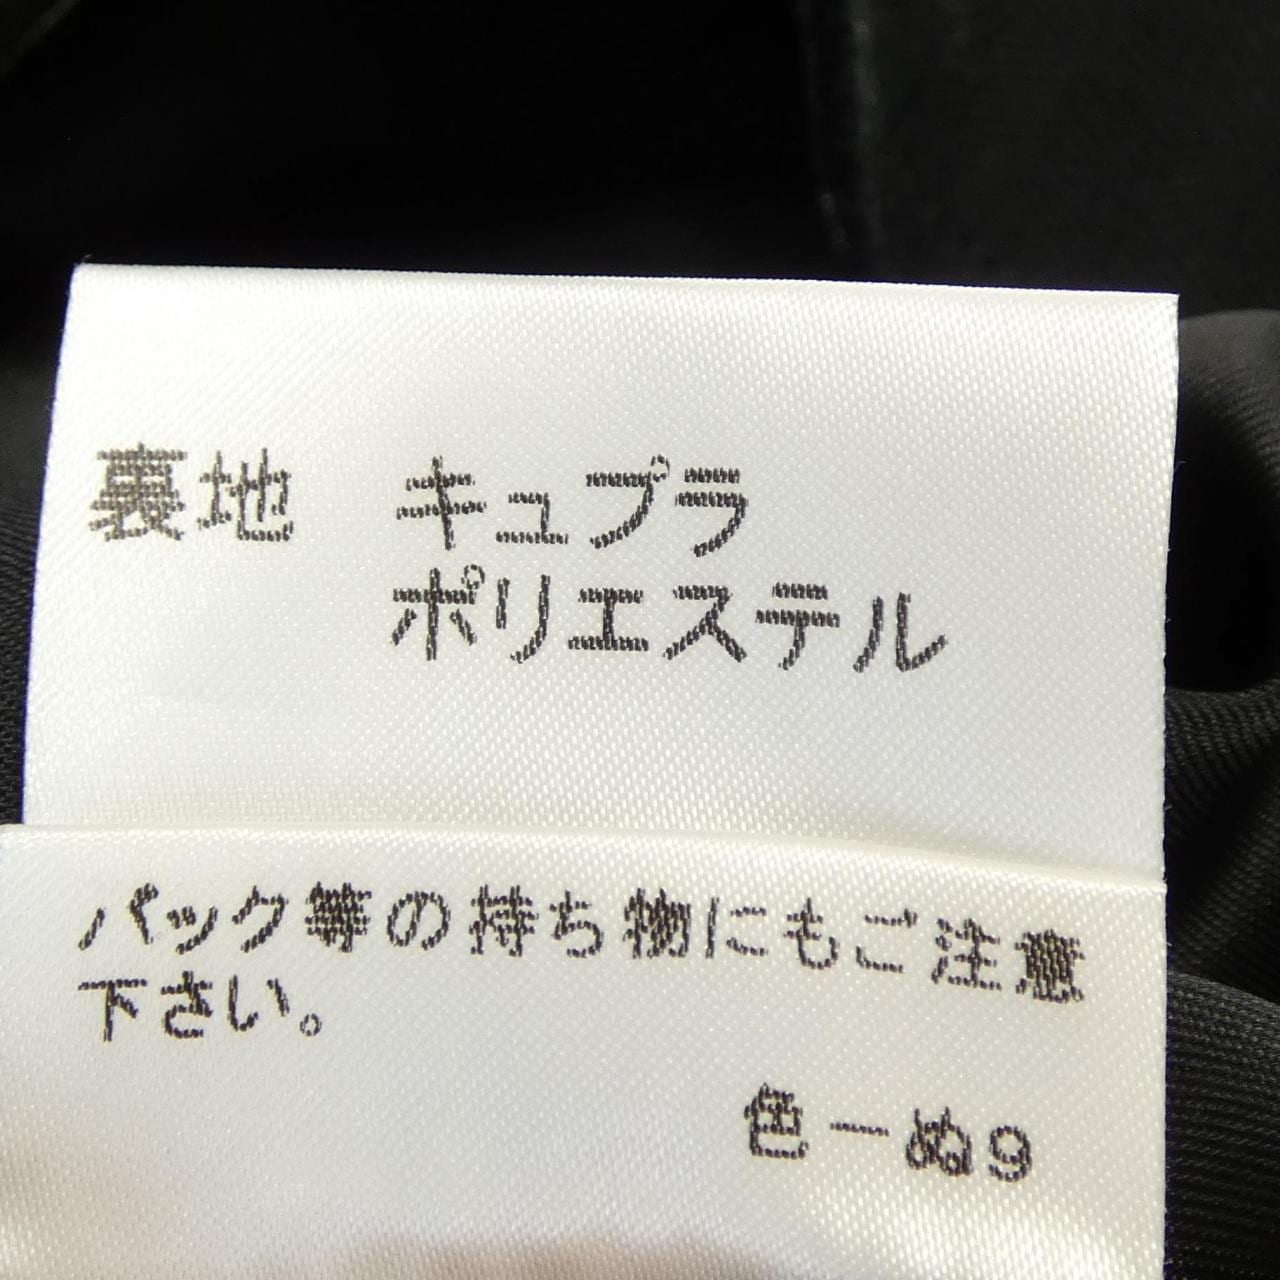 裏地 キュプラ
ポリエステル
バック等の持ち物にもご注意
下さい。
色ーぬ9